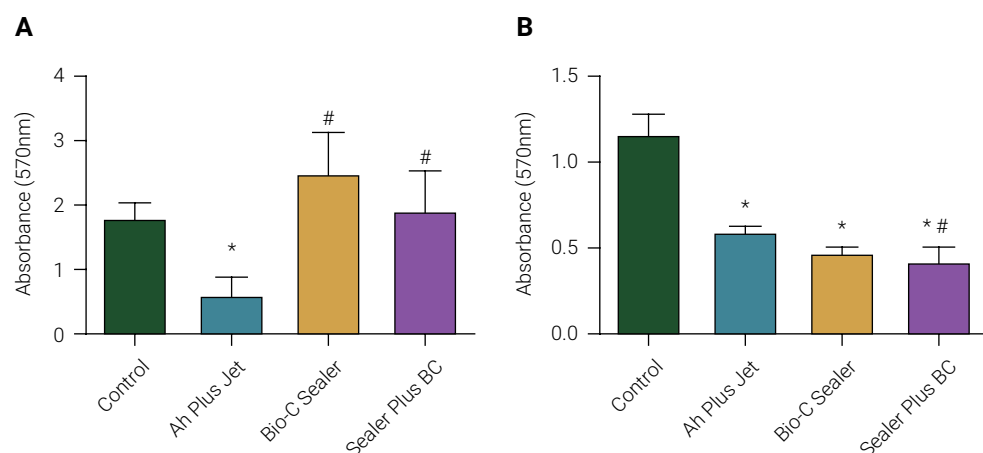 A
Absorbance (570nm)
4
3
2
1
0
*
#
#
Control
Ah Plus Jet
Bio-C Sealer
Sealer Plus BC
B
Absorbance (570nm)
1.5
1.0
0.5
0.0
*
*
* #
Control
Ah Plus Jet
Bio-C Sealer
Sealer Plus BC